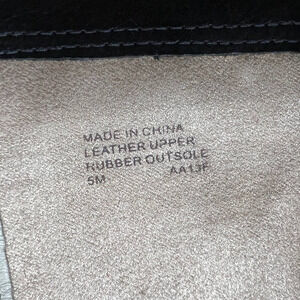 MADE IN CHINA
LEATHER UPPER
RUBBER OUTSOLE
5M AA13F